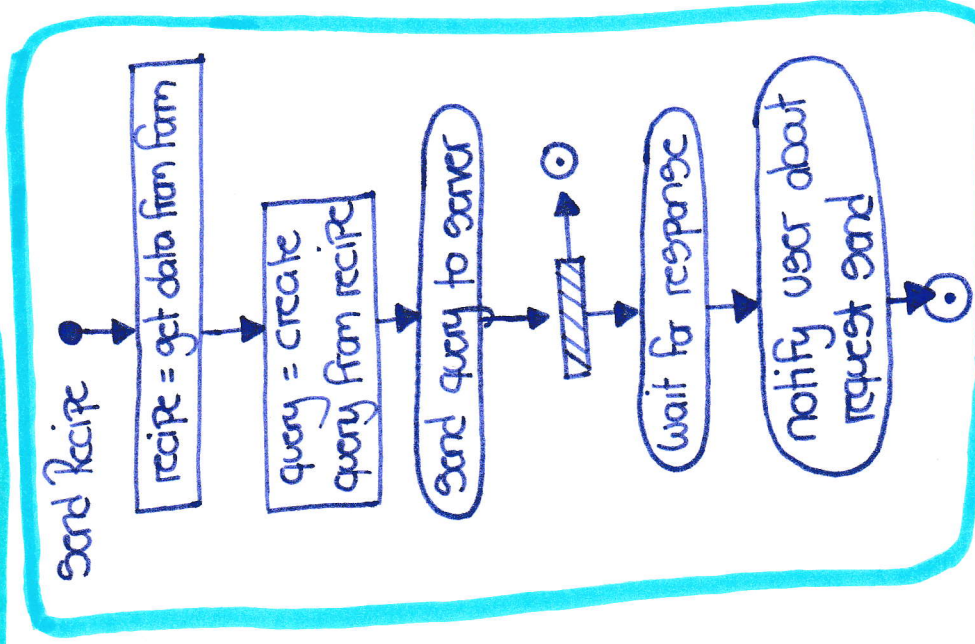 Send Recipe
recipe = get data from form
query = create
query from recipe
send query to server
wait for response
notify user about
request send